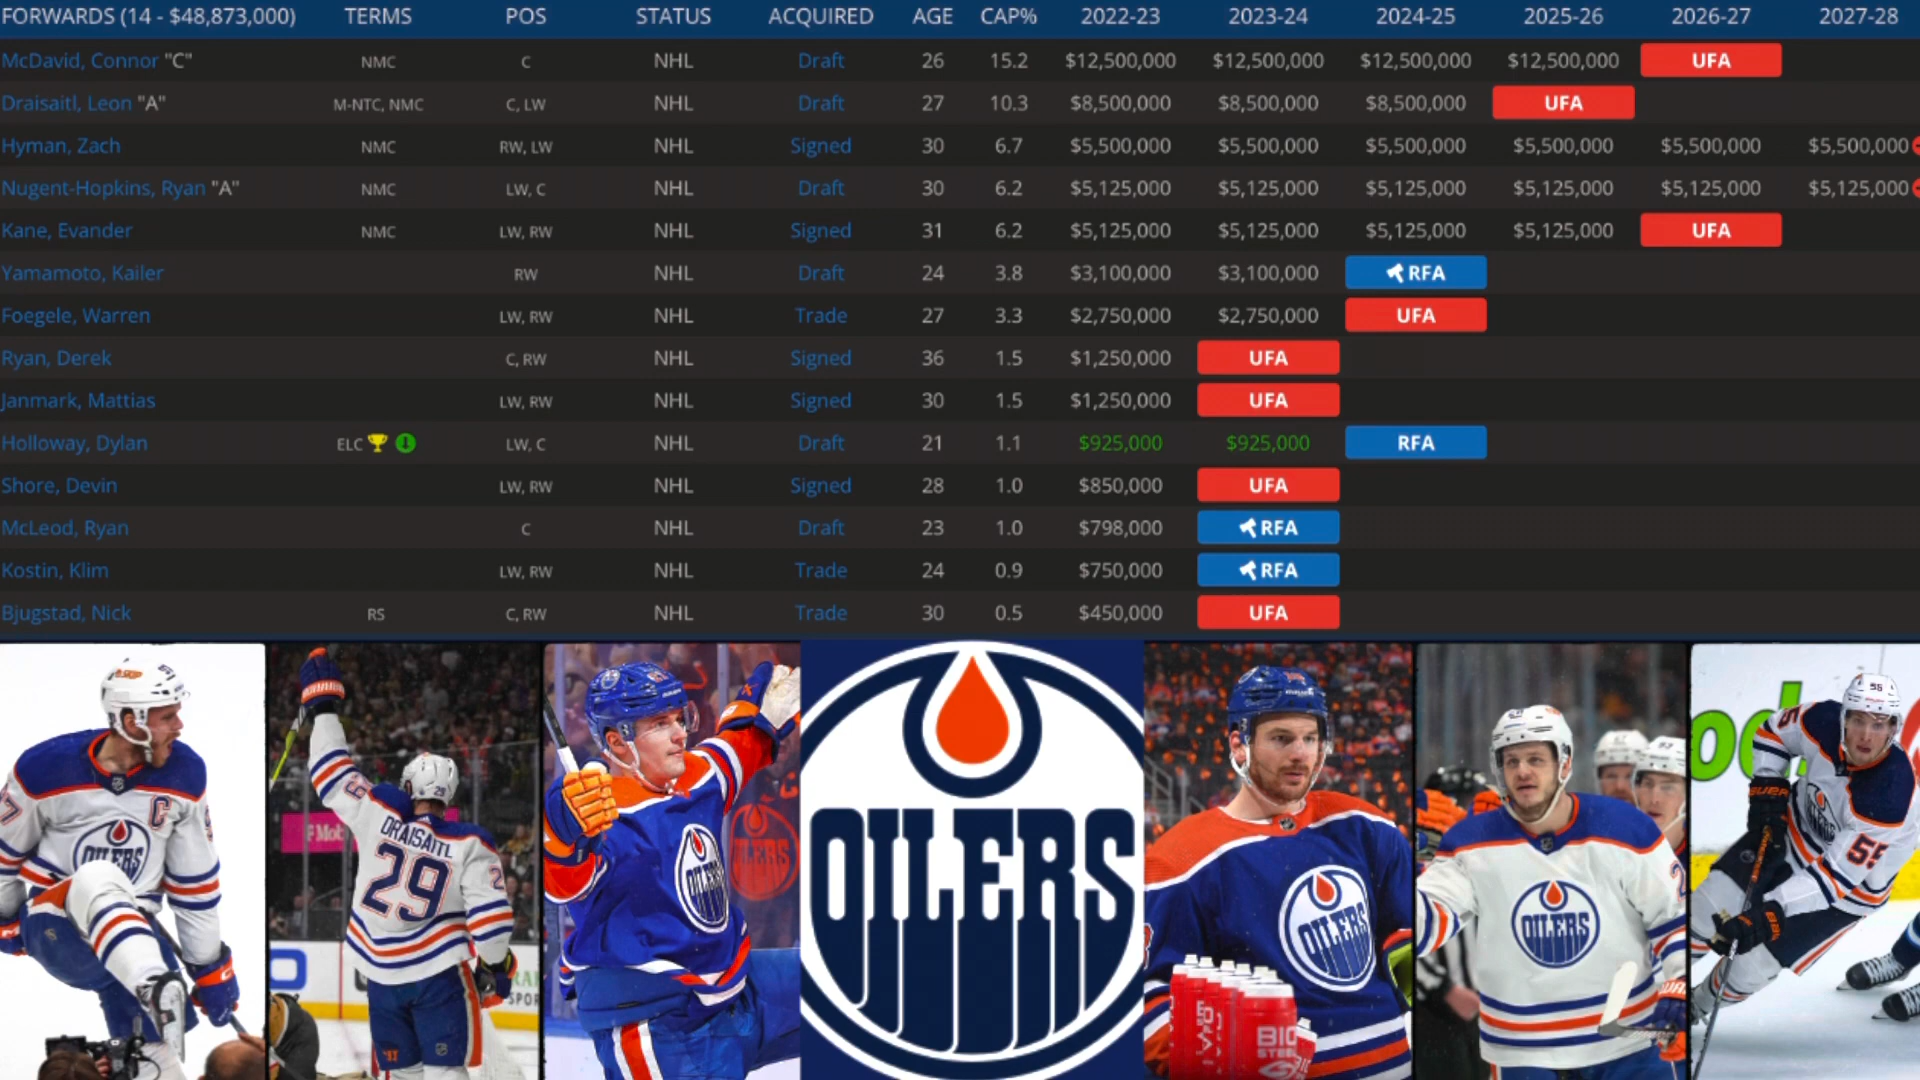 FORWARDS (14 - $48,873,000) TERMS POS STATUS ACQUIRED AGE CAP% 2022-23 2023-24 2024-25 2025-26 2026-27 2027-28
McDavid, Connor "C" NMC C NHL Draft 26 15.2 $12,500,000 $12,500,000 $12,500,000 $12,500,000 UFA
Draisaitl, Leon "A" M-NTC, NMC C, LW NHL Draft 27 10.3 $8,500,000 $8,500,000 $8,500,000 UFA
Hyman, Zach NMC RW, LW NHL Signed 30 6.7 $5,500,000 $5,500,000 $5,500,000 $5,500,000 $5,500,000 $5,500,000
Nugent-Hopkins, Ryan "A" NMC LW, C NHL Draft 30 6.2 $5,125,000 $5,125,000 $5,125,000 $5,125,000 $5,125,000 $5,125,000
Kane, Evander NMC LW, RW NHL Signed 31 6.2 $5,125,000 $5,125,000 $5,125,000 $5,125,000 UFA
Yamamoto, Kailer RW NHL Draft 24 3.8 $3,100,000 $3,100,000 RFA
Foegele, Warren LW, RW NHL Trade 27 3.3 $2,750,000 $2,750,000 UFA
Ryan, Derek C, RW NHL Signed 36 1.5 $1,250,000 UFA
Janmark, Mattias LW, RW NHL Signed 30 1.5 $1,250,000 UFA
Holloway, Dylan ELC LW, C NHL Draft 21 1.1 $925,000 $925,000 RFA
Shore, Devin LW, RW NHL Signed 28 1.0 $850,000 UFA
McLeod, Ryan C NHL Draft 23 1.0 $798,000 RFA
Kostin, Klim LW, RW NHL Trade 24 0.9 $750,000 RFA
Bjugstad, Nick RS C, RW NHL Trade 30 0.5 $450,000 UFA
C
OILERS
DRAISAITL
29
29
OILERS
OILERS
OILERS
OILERS
BIO
STEEL
OILERS
55
55